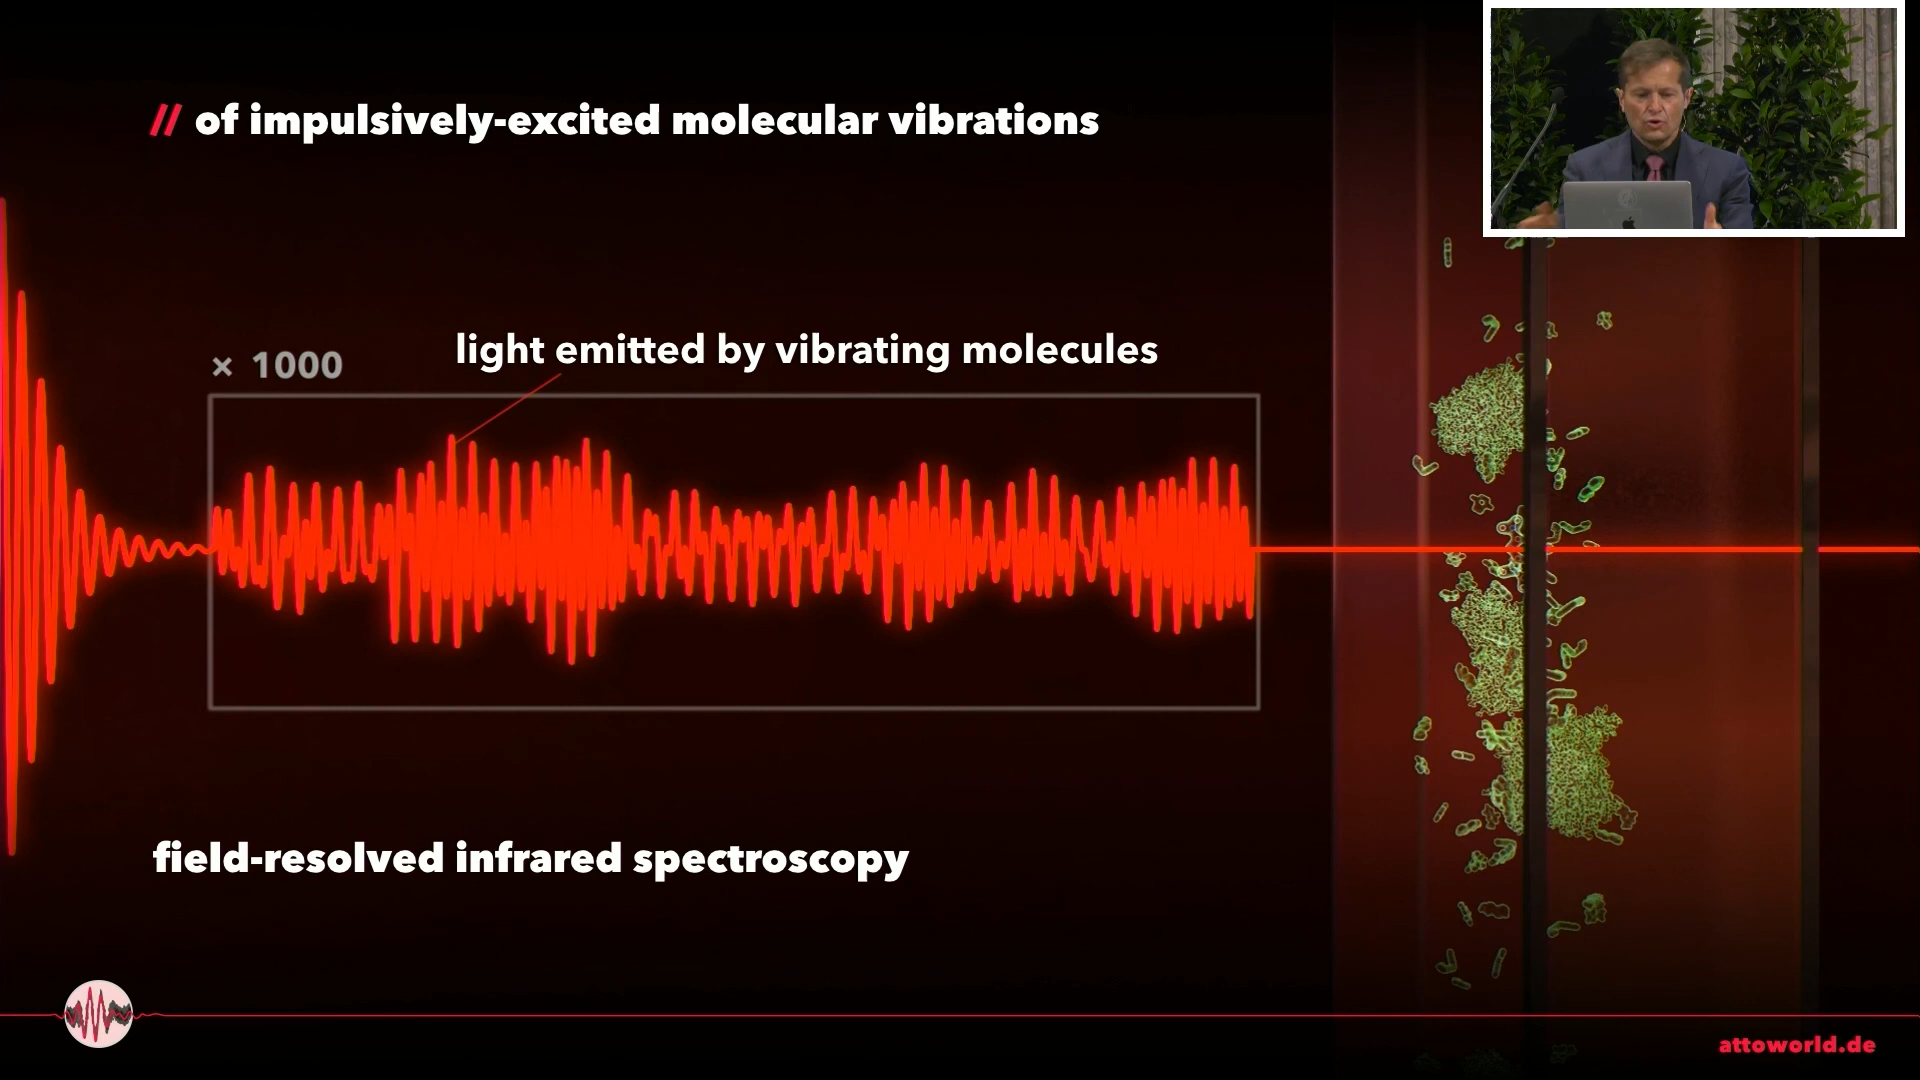 // of impulsively-excited molecular vibrations
× 1000
light emitted by vibrating molecules
field-resolved infrared spectroscopy
attoworld.de